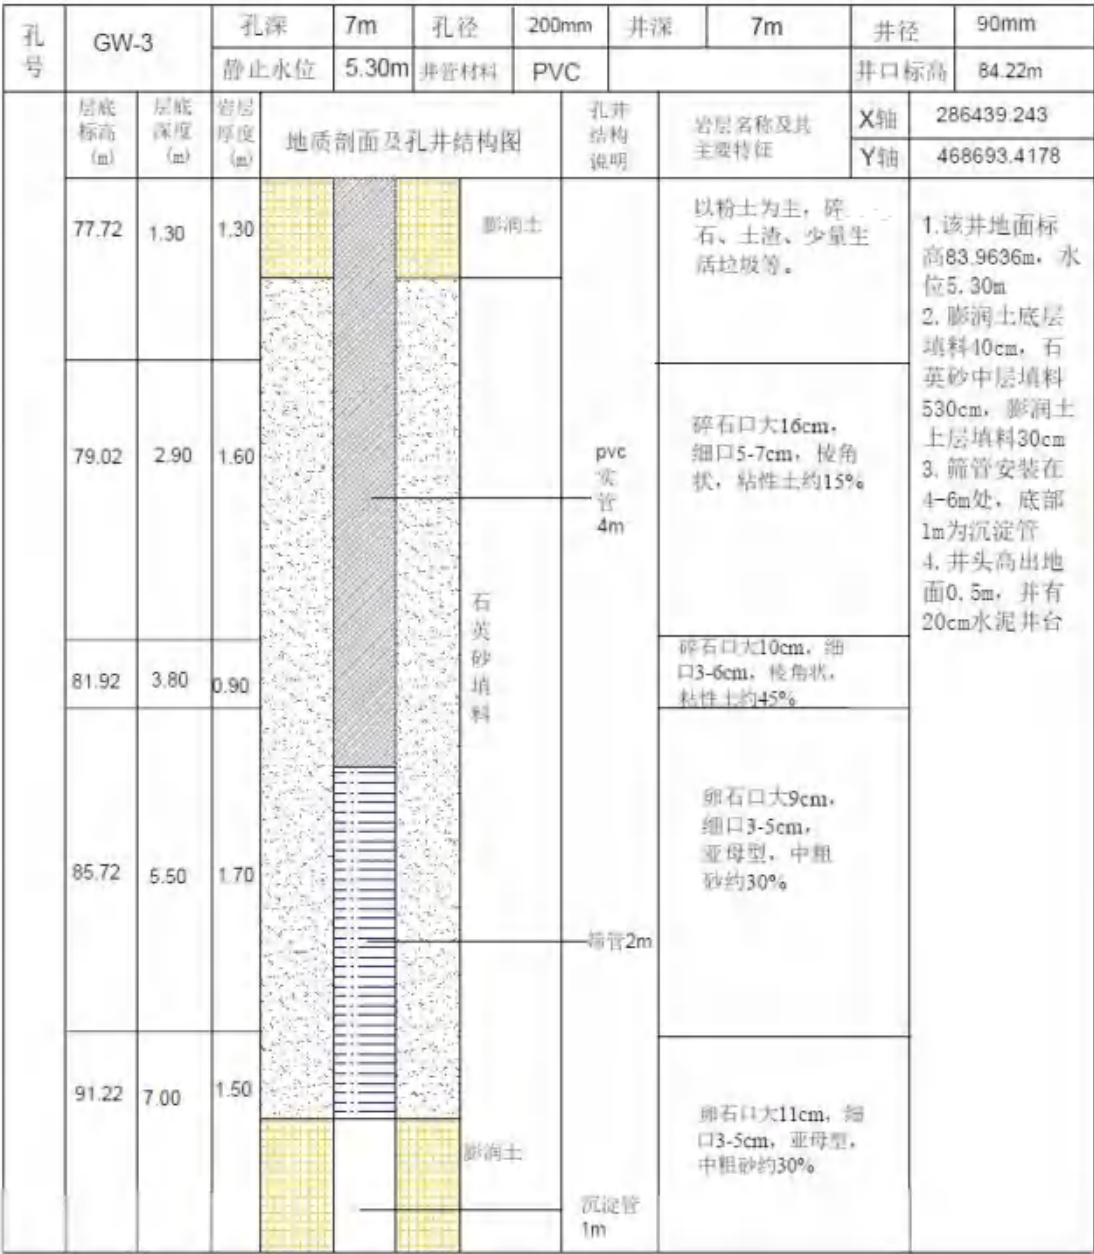 孔号 GW-3 孔深 7m 孔径 200mm 井深 7m 井径 90mm
静止水位 5.30m 井管材料 PVC 井口标高 84.22m
层底标高(m) 层底深度(m) 岩层厚度(m) 地质剖面及孔井结构图 孔井结构说明 岩层名称及其主要特征 X轴 286439.243
Y轴 468693.4178
77.72 1.30 1.30
膨润土
以粉土为主，碎
石、土渣、少量生
活垃圾等。
79.02 2.90 1.60
pvc
实
管
4m
碎石口大16cm，
细口5-7cm，棱角
状，粘性土约15%
石
英
砂
填
料
81.92 3.80 0.90
碎石口大10cm，细
口3-6cm，棱角状，
粘性土约45%
85.72 5.50 1.70
卵石口大9cm，
细口3-5cm，
亚母型，中粗
砂约30%
筛管2m
91.22 7.00 1.50
膨润土
卵石口大11cm，细
口3-5cm，亚母型，
中粗砂约30%
沉淀管
1m
1.该井地面标
高83.9636m，水
位5.30m
2.膨润土底层
填料40cm，石
英砂中层填料
530cm，膨润土
上层填料30cm
3.筛管安装在
4-6m处，底部
1m为沉淀管
4.井头高出地
面0.5m，并有
20cm水泥井台